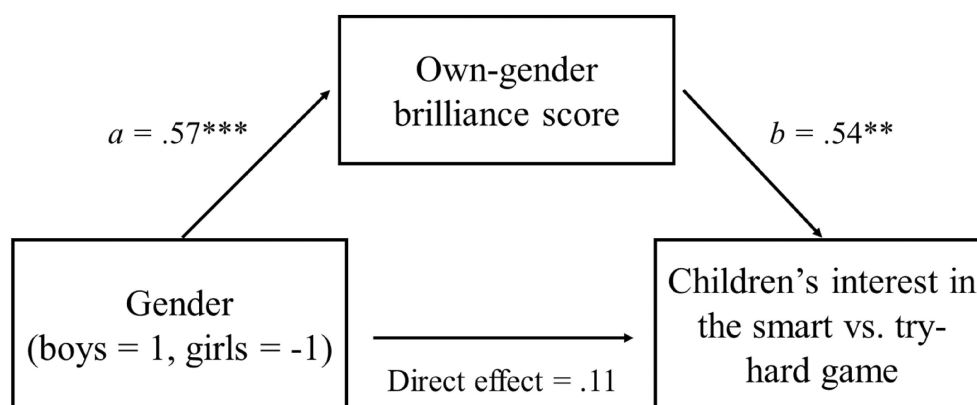 Own-gender
brilliance score
a = .57***
b = .54**
Gender
(boys = 1, girls = -1)
Direct effect = .11
Children’s interest in
the smart vs. try-
hard game